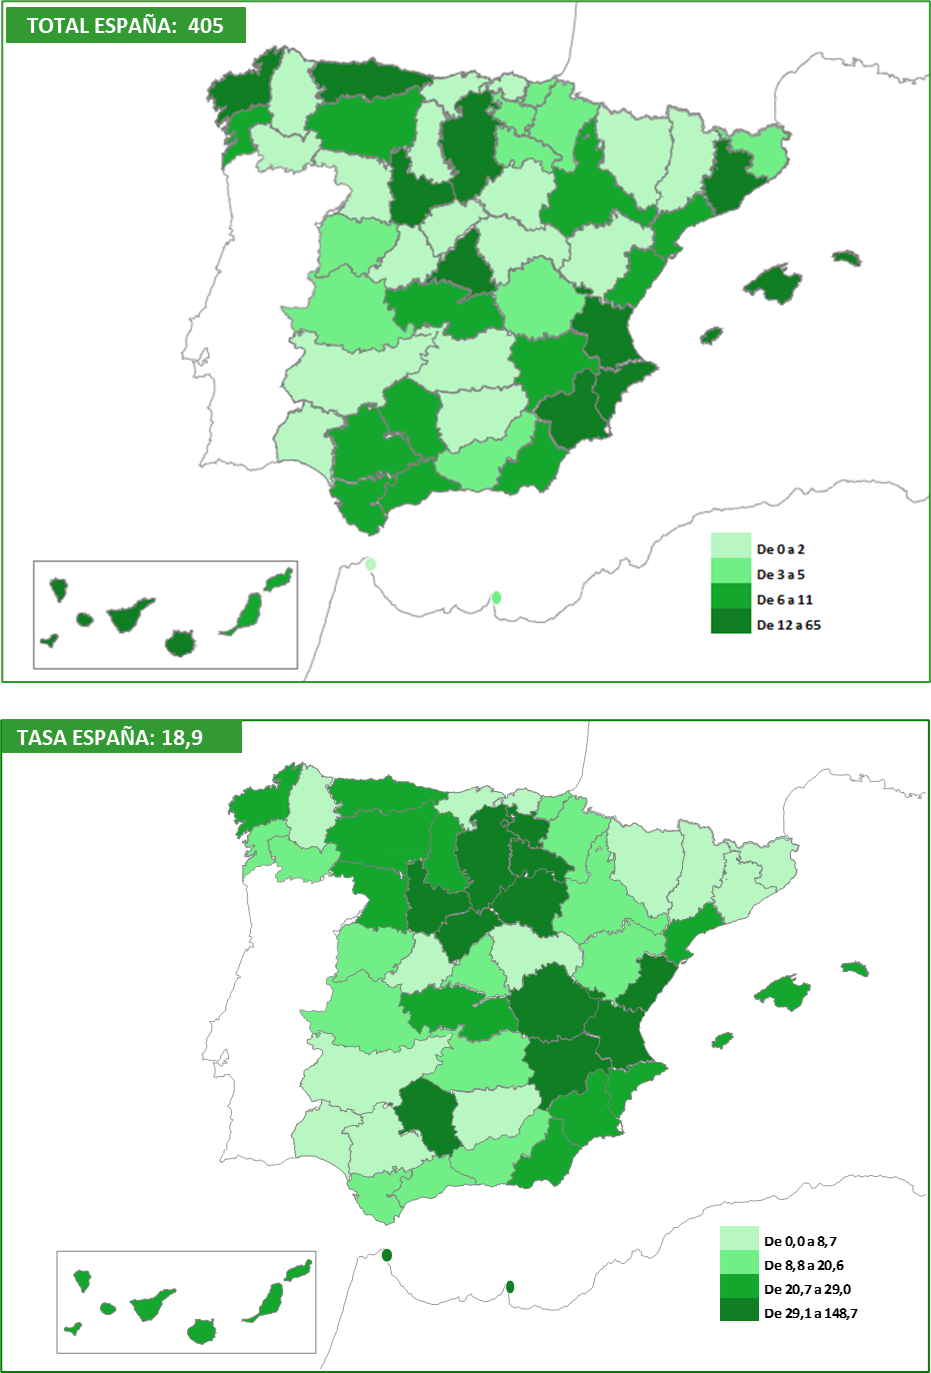 TOTAL ESPAÑA: 405
De 0 a 2
De 3 a 5
De 6 a 11
De 12 a 65
TASA ESPAÑA: 18,9
De 0,0 a 8,7
De 8,8 a 20,6
De 20,7 a 29,0
De 29,1 a 148,7